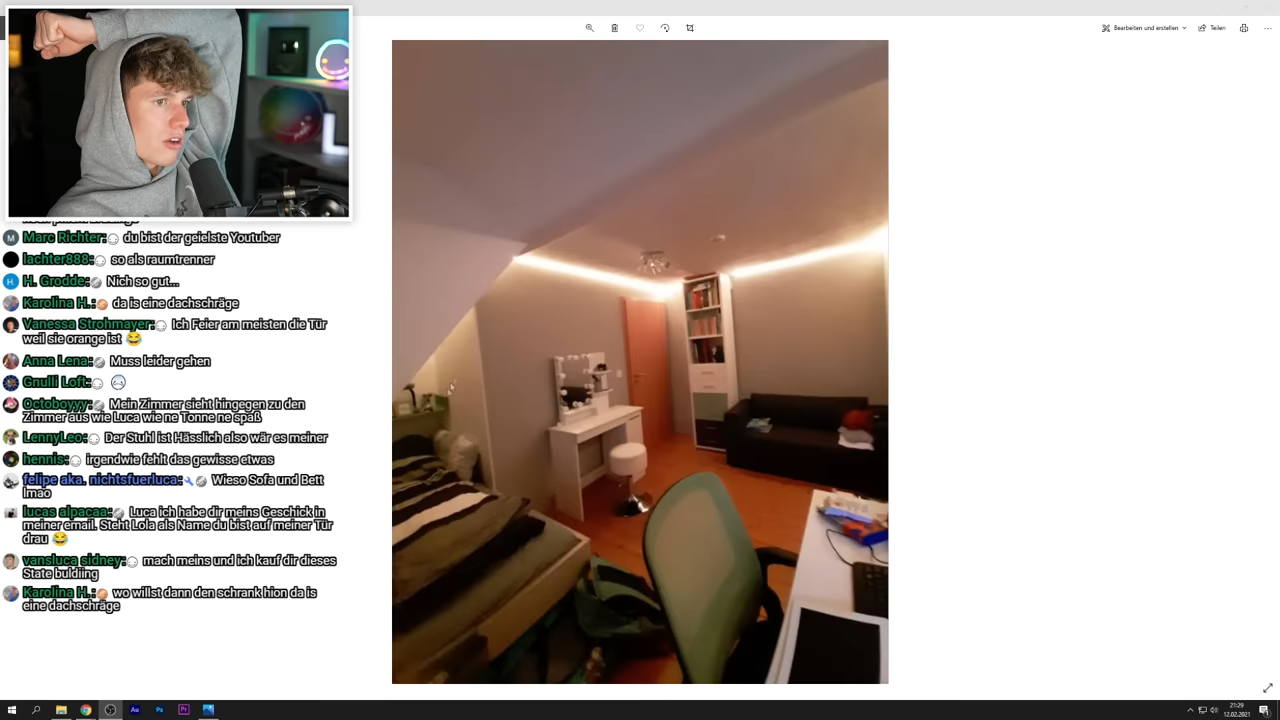 Bearbeiten und erstellen
Teilen
Marc Richter: du bist der geielste Youtuber
lachter888: so als raumtrenner
H. Grodde: Nich so gut...
Karolina H.: da is eine dachschräge
Vanessa Strohmayer: Ich Feier am meisten die Tür
weil sie orange ist 😂
Anna Lena: Muss leider gehen
Gnulli Loft:
Octoboyyy: Mein Zimmer sieht hingegen zu den
Zimmer aus wie Luca wie ne Tonne ne spaß
LennyLeo: Der Stuhl ist Hässlich also wär es meiner
hennis: irgendwie fehlt das gewisse etwas
felipe aka. nichtsfuerluca: Wieso Sofa und Bett
lmao
lucas alpacaa: Luca ich habe dir meins Geschick in
meiner email. Steht Lola als Name du bist auf meiner Tür
drau 😂
vansluca sidney: mach meins und ich kauf dir dieses
State buldiing
Karolina H.: wo willst dann den schrank hion da is
eine dachschräge
21:29
12.02.2021